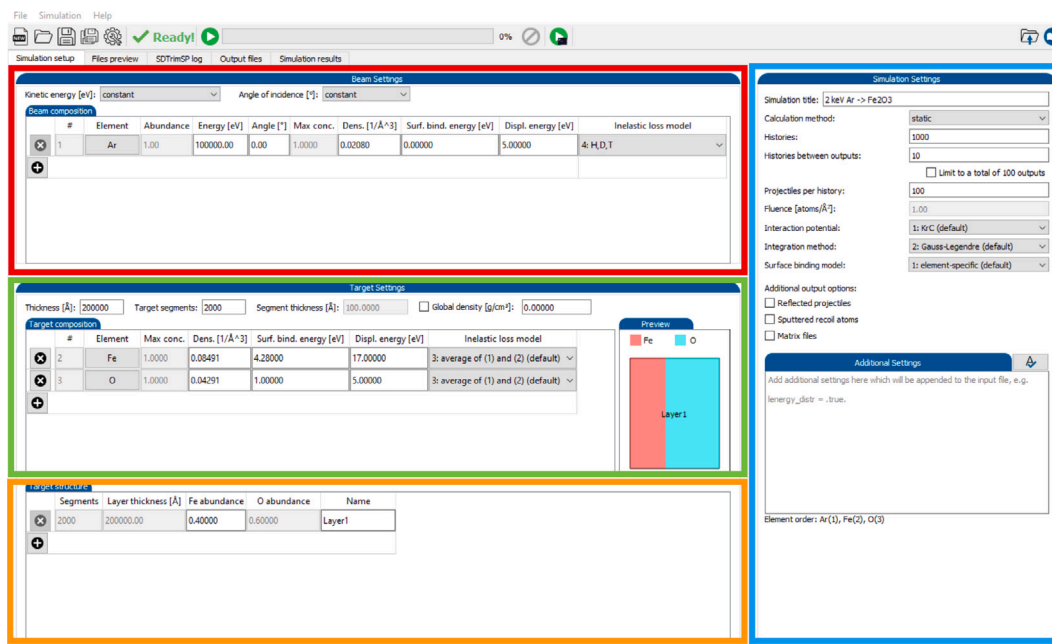 File Simulation Help
NEW Ready! 0%
Simulation setup Files preview SDTrimSP log Output files Simulation results
Beam Settings
Kinetic energy [eV]: constant Angle of incidence [°]: constant
Beam composition
# Element Abundance Energy [eV] Angle [°] Max conc. Dens. [1/Å^3] Surf. bind. energy [eV] Displ. energy [eV] Inelastic loss model
1 Ar 1.00 100000.00 0.00 1.0000 0.02080 0.00000 5.00000 4: H,D,T
Target Settings
Thickness [Å]: 200000 Target segments: 2000 Segment thickness [Å]: 100.0000 Global density [g/cm³]: 0.00000
Target composition
# Element Max conc. Dens. [1/Å^3] Surf. bind. energy [eV] Displ. energy [eV] Inelastic loss model
2 Fe 1.0000 0.08491 4.28000 17.00000 3: average of (1) and (2) (default)
3 O 1.0000 0.04291 1.00000 5.00000 3: average of (1) and (2) (default)
Preview
Fe O
Layer1
Target structure
Segments Layer thickness [Å] Fe abundance O abundance Name
2000 200000.00 0.40000 0.60000 Layer1
Simulation Settings
Simulation title: 2 keV Ar -> Fe2O3
Calculation method: static
Histories: 1000
Histories between outputs: 10
Limit to a total of 100 outputs
Projectiles per history: 100
Fluence [atoms/Å²]: 1.00
Interaction potential: 1: KrC (default)
Integration method: 2: Gauss-Legendre (default)
Surface binding model: 1: element-specific (default)
Additional output options:
Reflected projectiles
Sputtered recoil atoms
Matrix files
Additional Settings
Add additional settings here which will be appended to the input file, e.g.
lenergy_distr = .true.
Element order: Ar(1), Fe(2), O(3)